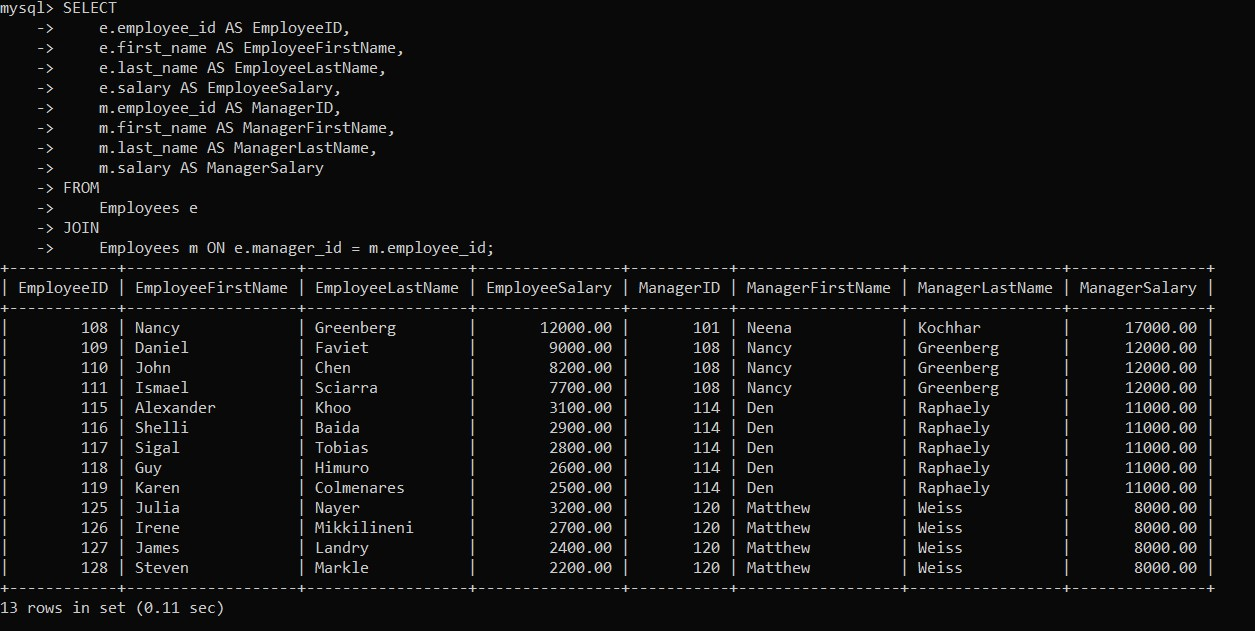 mysql> SELECT
    ->     e.employee_id AS EmployeeID,
    ->     e.first_name AS EmployeeFirstName,
    ->     e.last_name AS EmployeeLastName,
    ->     e.salary AS EmployeeSalary,
    ->     m.employee_id AS ManagerID,
    ->     m.first_name AS ManagerFirstName,
    ->     m.last_name AS ManagerLastName,
    ->     m.salary AS ManagerSalary
    -> FROM
    ->     Employees e
    -> JOIN
    ->     Employees m ON e.manager_id = m.employee_id;
+------------+-------------------+------------------+----------------+-----------+------------------+-----------------+---------------+
| EmployeeID | EmployeeFirstName | EmployeeLastName | EmployeeSalary | ManagerID | ManagerFirstName | ManagerLastName | ManagerSalary |
+------------+-------------------+------------------+----------------+-----------+------------------+-----------------+---------------+
|        108 | Nancy             | Greenberg        |       12000.00 |       101 | Neena            | Kochhar         |      17000.00 |
|        109 | Daniel            | Faviet           |        9000.00 |       108 | Nancy            | Greenberg       |      12000.00 |
|        110 | John              | Chen             |        8200.00 |       108 | Nancy            | Greenberg       |      12000.00 |
|        111 | Ismael            | Sciarra          |        7700.00 |       108 | Nancy            | Greenberg       |      12000.00 |
|        115 | Alexander         | Khoo             |        3100.00 |       114 | Den              | Raphaely        |      11000.00 |
|        116 | Shelli            | Baida            |        2900.00 |       114 | Den              | Raphaely        |      11000.00 |
|        117 | Sigal             | Tobias           |        2800.00 |       114 | Den              | Raphaely        |      11000.00 |
|        118 | Guy               | Himuro           |        2600.00 |       114 | Den              | Raphaely        |      11000.00 |
|        119 | Karen             | Colmenares       |        2500.00 |       114 | Den              | Raphaely        |      11000.00 |
|        125 | Julia             | Nayer            |        3200.00 |       120 | Matthew          | Weiss           |       8000.00 |
|        126 | Irene             | Mikkilineni      |        2700.00 |       120 | Matthew          | Weiss           |       8000.00 |
|        127 | James             | Landry           |        2400.00 |       120 | Matthew          | Weiss           |       8000.00 |
|        128 | Steven            | Markle           |        2200.00 |       120 | Matthew          | Weiss           |       8000.00 |
+------------+-------------------+------------------+----------------+-----------+------------------+-----------------+---------------+
13 rows in set (0.11 sec)